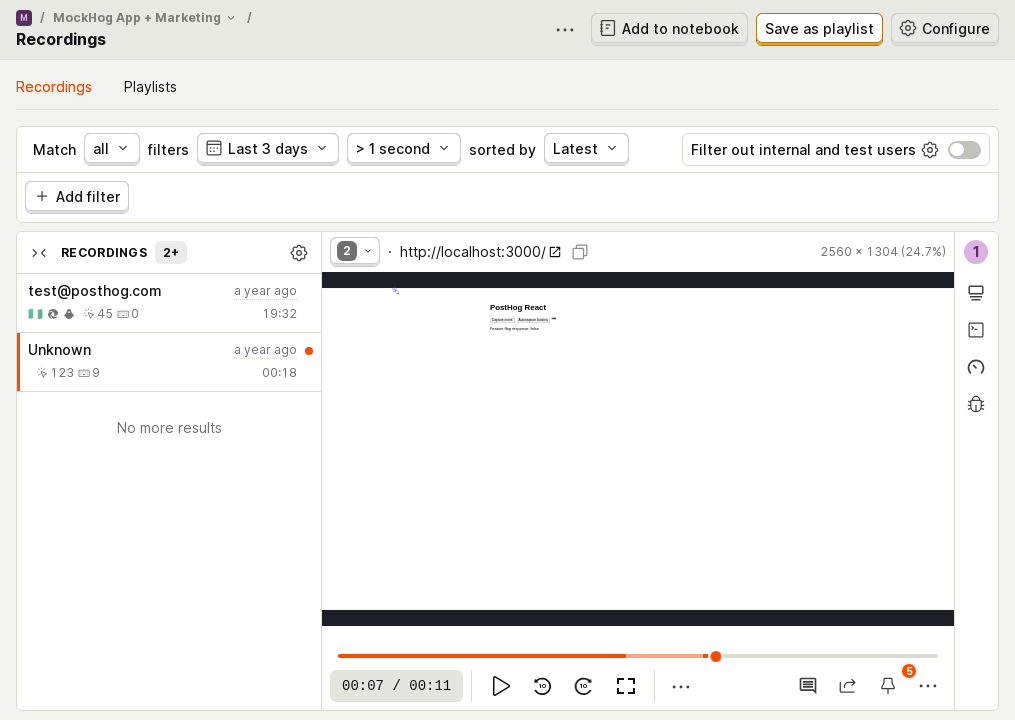 M / MockHog App + Marketing /
Recordings
Add to notebook
Save as playlist
Configure
Recordings
Playlists
Match all filters Last 3 days > 1 second sorted by Latest
Filter out internal and test users
Add filter
RECORDINGS 2+
test@posthog.com a year ago
45 0 19:32
Unknown a year ago
123 9 00:18
No more results
2 · http://localhost:3000/ 2560 × 1304 (24.7%)
1
PostHog React
Capture event Autocapture buttons
Feature flag response: false
00:07 / 00:11
10
10
5